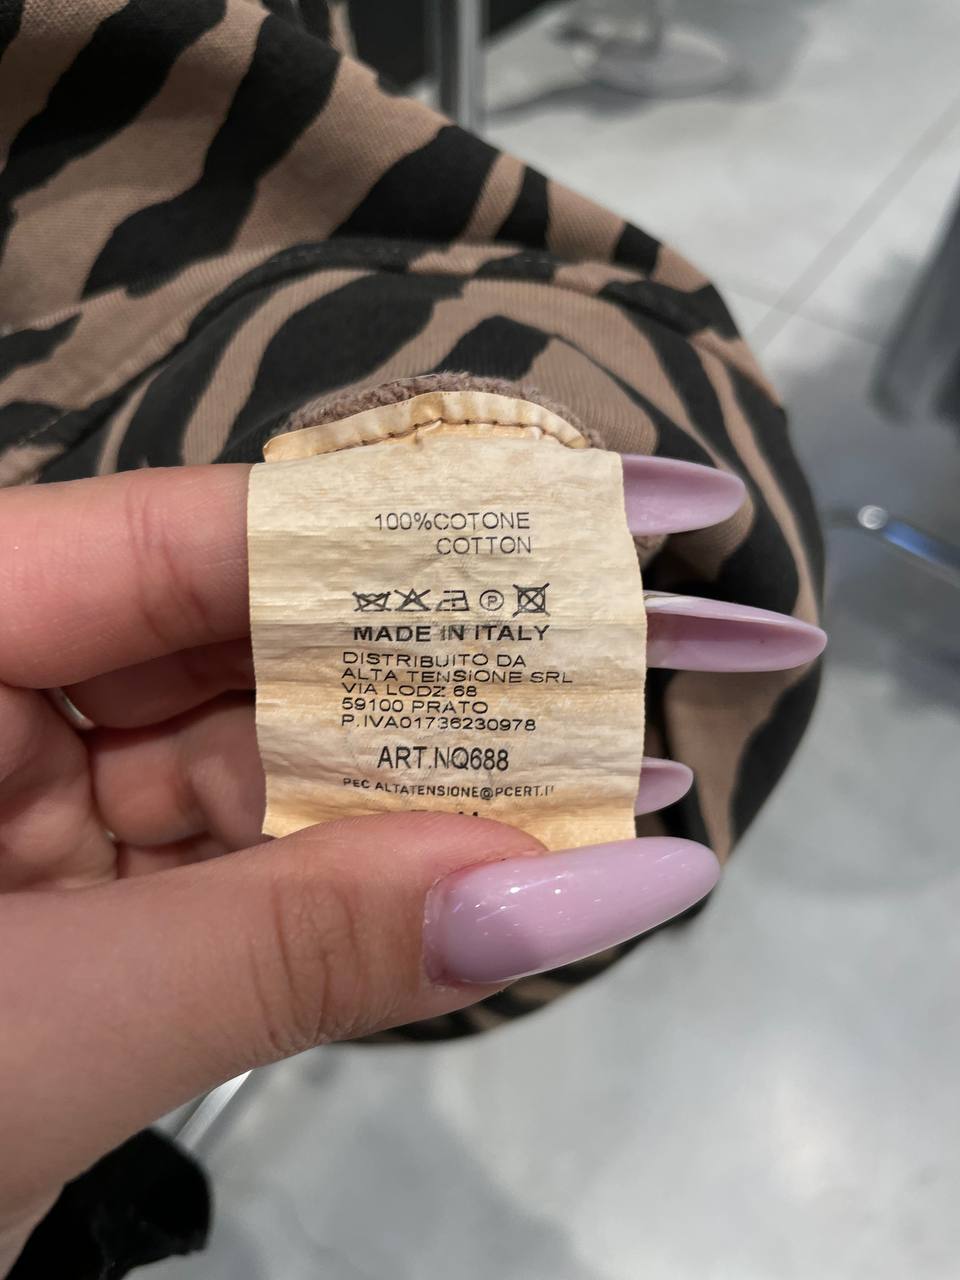 100%COTONE
COTTON
P
MADE IN ITALY
DISTRIBUITO DA
ALTA TENSIONE SRL
VIA LODZ 68
59100 PRATO
P.IVA01736230978
ART.NQ688
PEC ALTATENSIONE@PCERT.IT